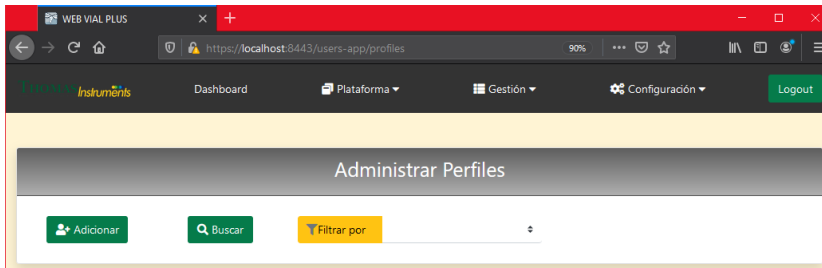 WEB VIAL PLUS
https://localhost:8443/users-app/profiles 90%
Thomas Instruments Dashboard Plataforma Gestión Configuración Logout
Administrar Perfiles
Adicionar Buscar Filtrar por